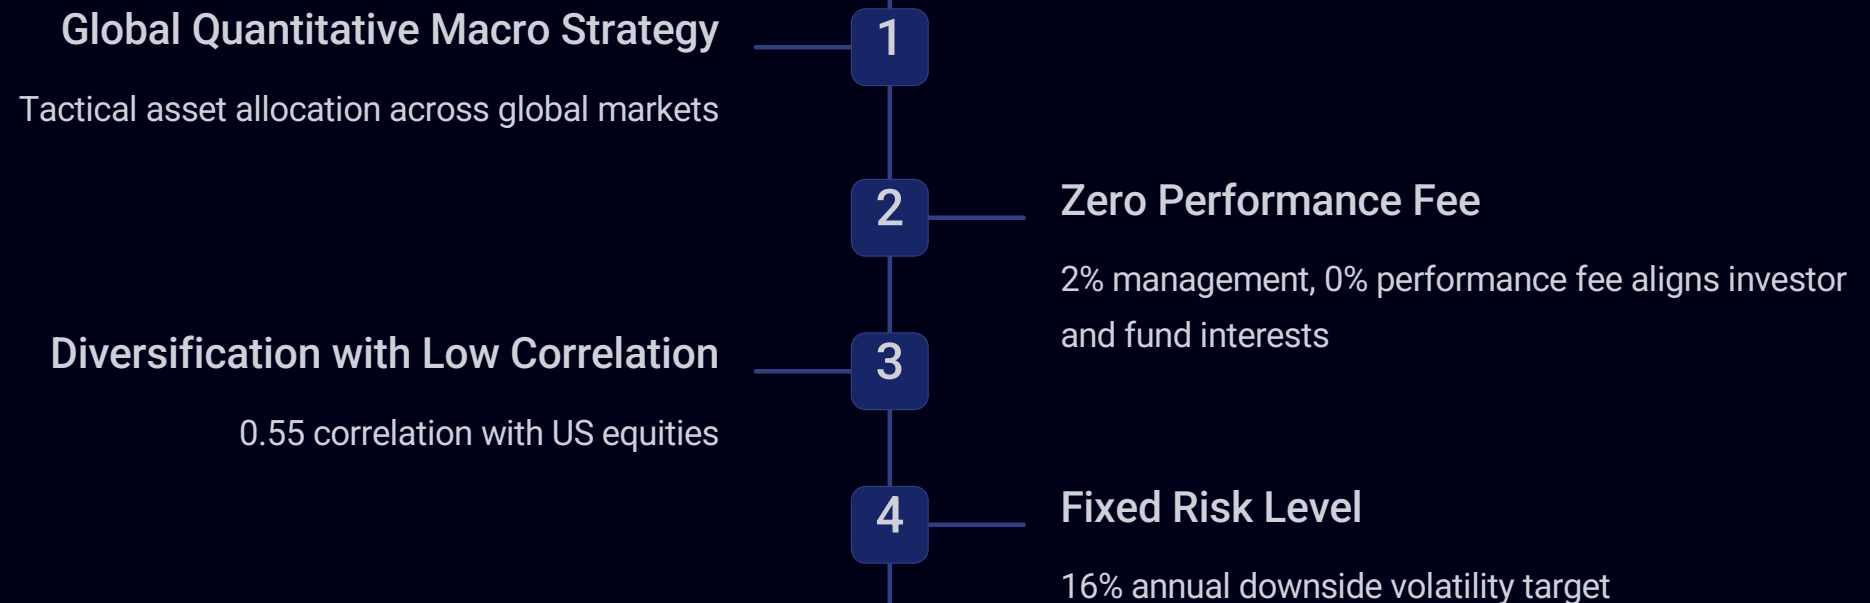 Global Quantitative Macro Strategy
1
Tactical asset allocation across global markets
2
Zero Performance Fee
2% management, 0% performance fee aligns investor
and fund interests
Diversification with Low Correlation
3
0.55 correlation with US equities
4
Fixed Risk Level
16% annual downside volatility target